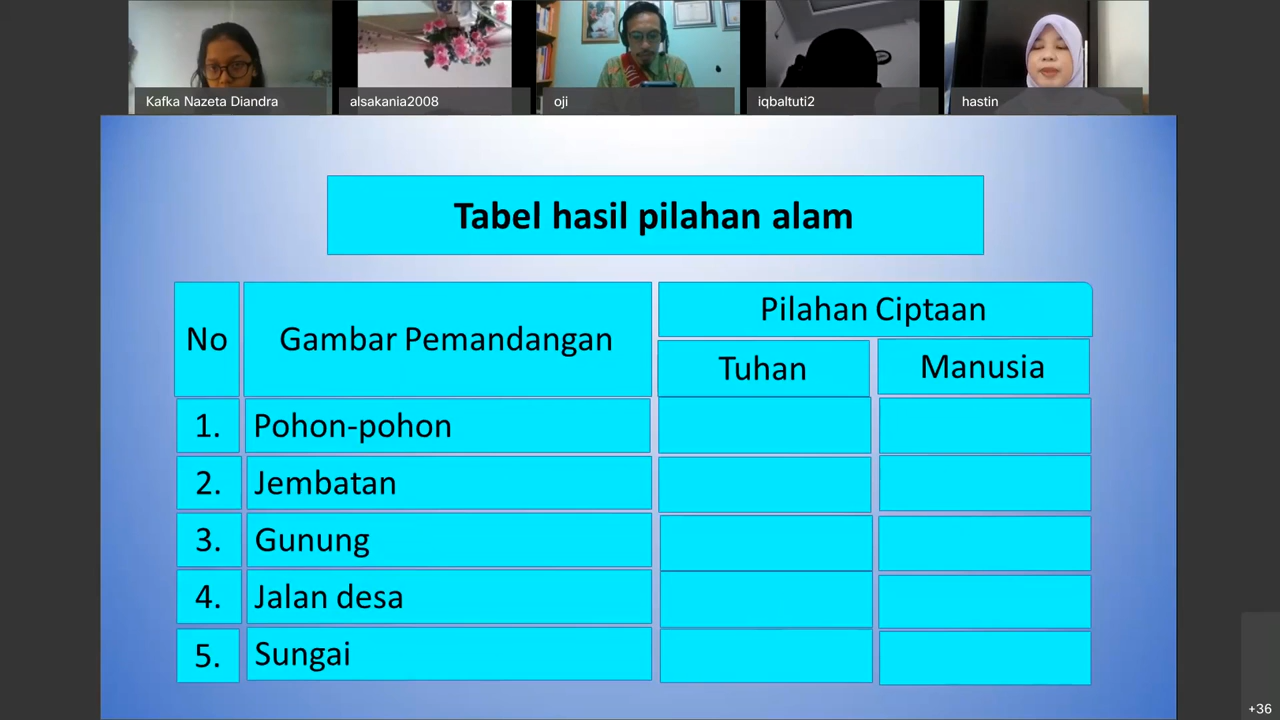 Kafka Nazeta Diandra
alsakania2008
oji
iqbaltuti2
hastin
Tabel hasil pilahan alam
No
Gambar Pemandangan
Pilahan Ciptaan
Tuhan
Manusia
1. Pohon-pohon
2. Jembatan
3. Gunung
4. Jalan desa
5. Sungai
+36